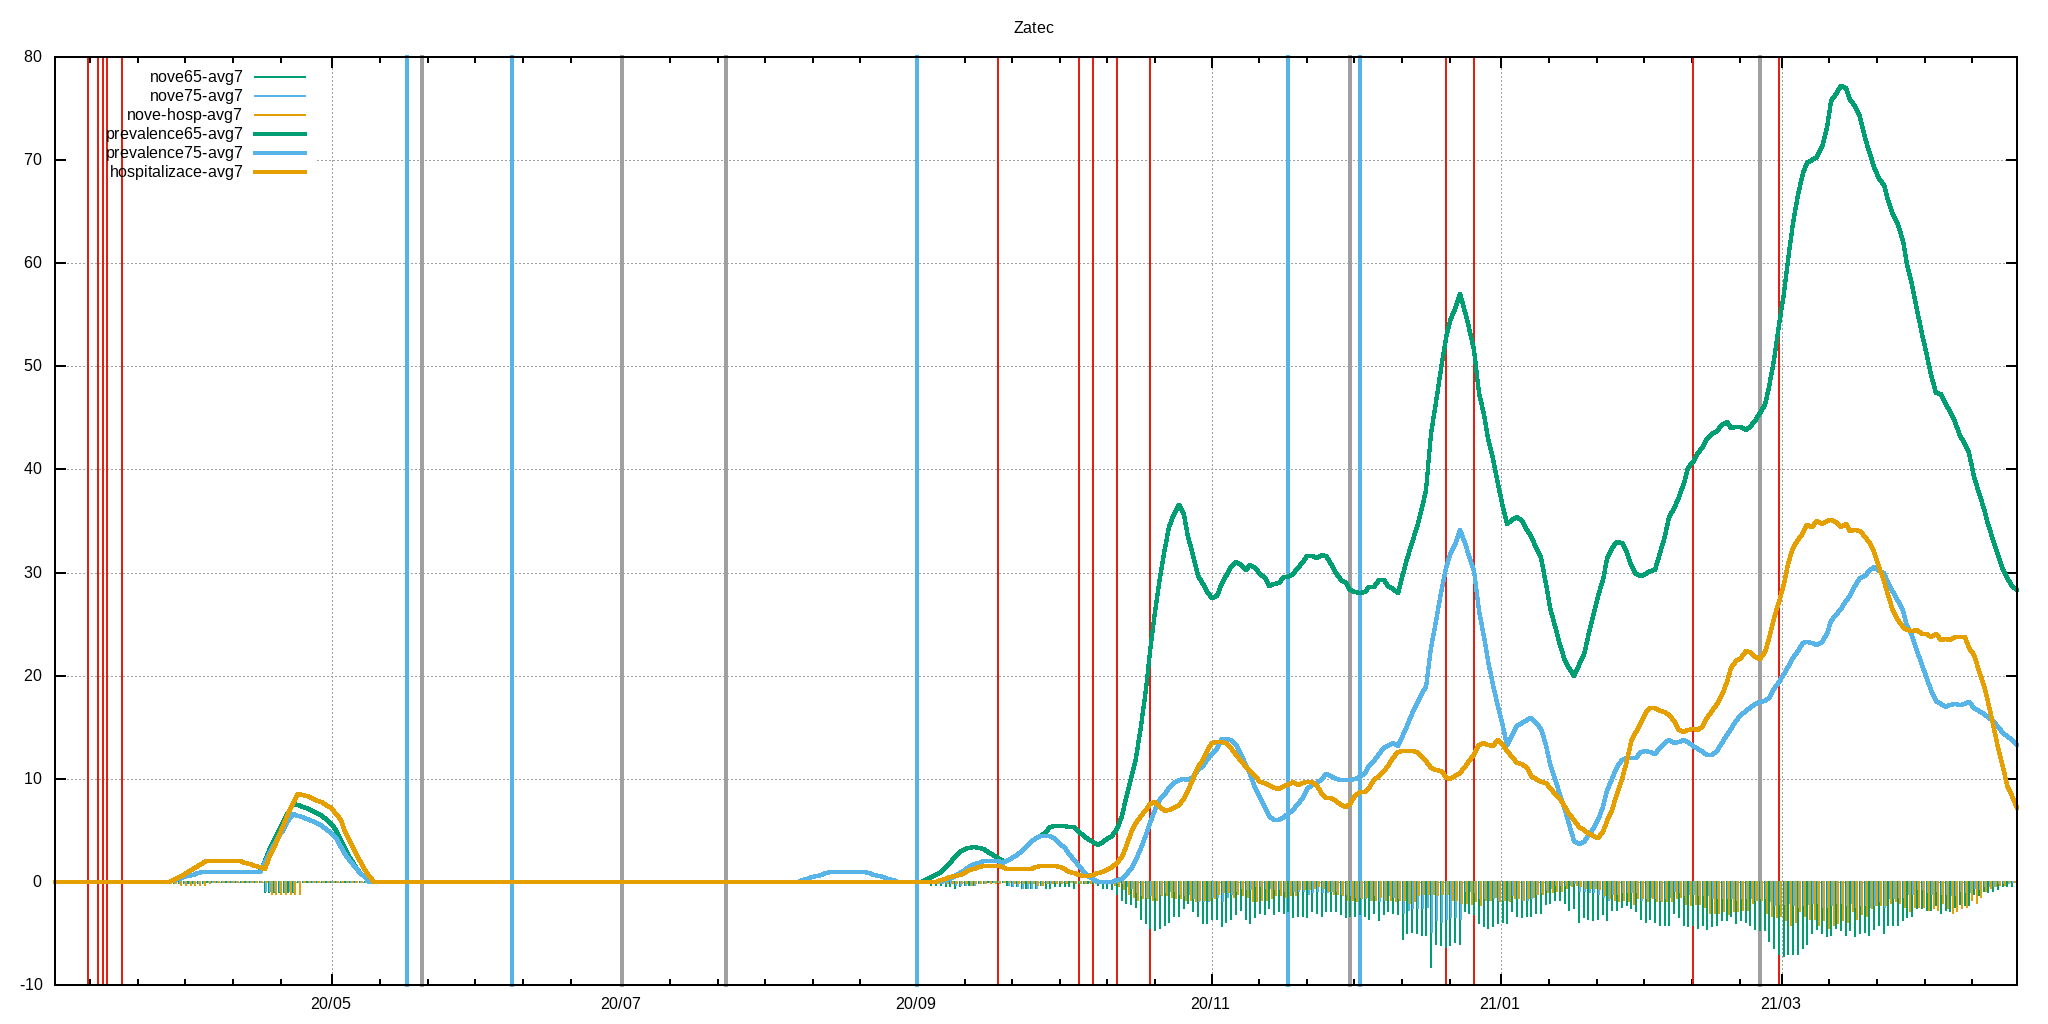 Zatec
80
nove65-avg7
nove75-avg7
nove-hosp-avg7
prevalence65-avg7
prevalence75-avg7
hospitalizace-avg7
70
60
50
40
30
20
10
0
-10
20/05 20/07 20/09 20/11 21/01 21/03